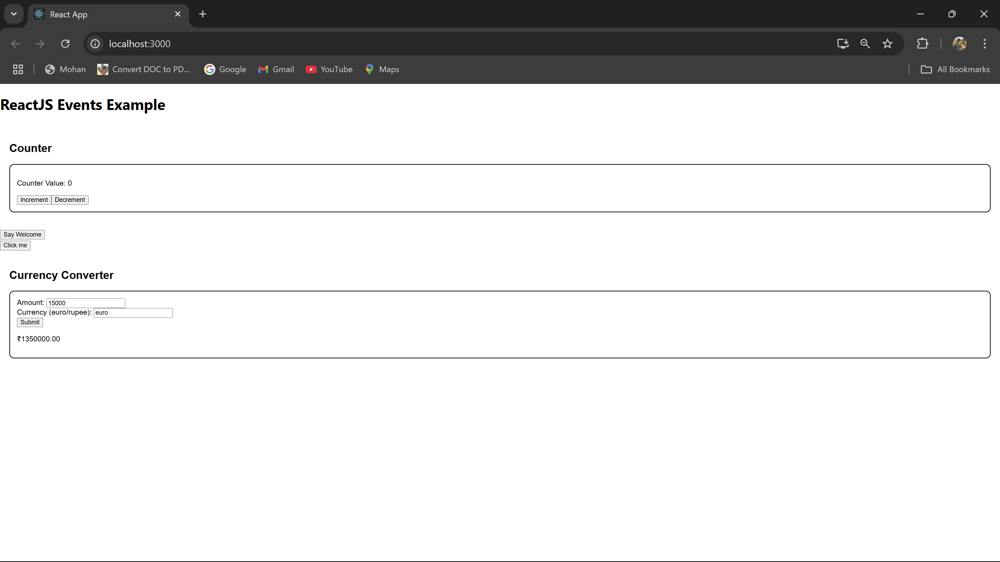 React App
localhost:3000
Mohan Convert DOC to PD... Google Gmail YouTube Maps All Bookmarks
ReactJS Events Example
Counter
Counter Value: 0
Increment Decrement
Say Welcome
Click me
Currency Converter
Amount: 15000
Currency (euro/rupee): euro
Submit
₹1350000.00